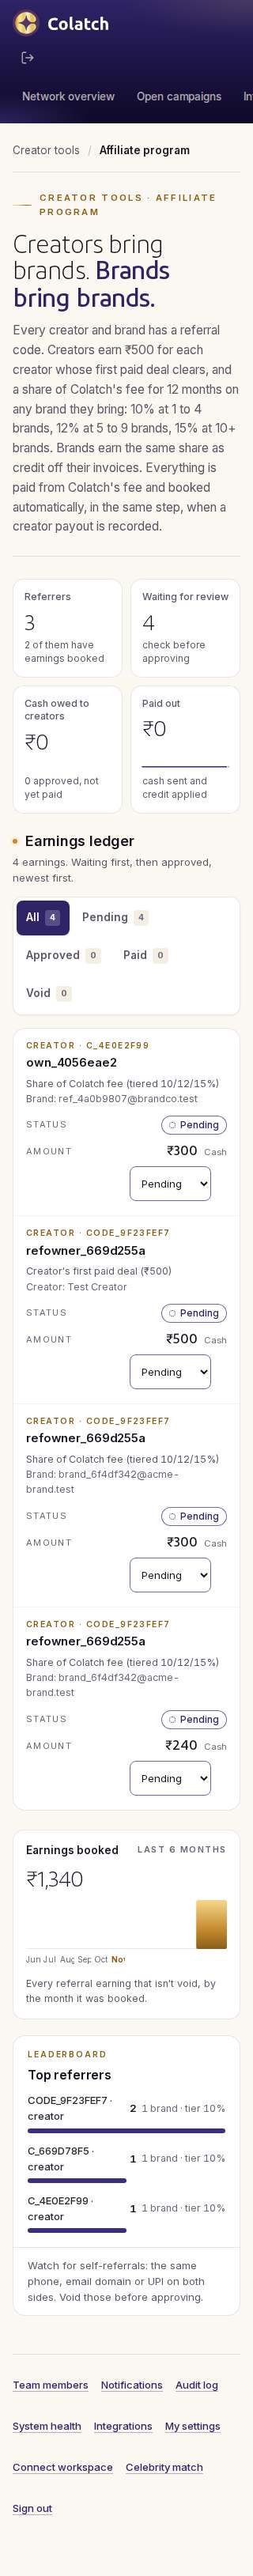 Colatch
Network overview Open campaigns
Creator tools / Affiliate program
CREATOR TOOLS · AFFILIATE
PROGRAM
Creators bring
brands. Brands
bring brands.
Every creator and brand has a referral
code. Creators earn ₹500 for each
creator whose first paid deal clears, and
a share of Colatch's fee for 12 months on
any brand they bring: 10% at 1 to 4
brands, 12% at 5 to 9 brands, 15% at 10+
brands. Brands earn the same share as
credit off their invoices. Everything is
paid from Colatch's fee and booked
automatically, in the same step, when a
creator payout is recorded.
Referrers
3
2 of them have
earnings booked
Waiting for review
4
check before
approving
Cash owed to
creators
₹0
0 approved, not
yet paid
Paid out
₹0
cash sent and
credit applied
Earnings ledger
4 earnings. Waiting first, then approved,
newest first.
All 4 Pending 4
Approved 0 Paid 0
Void 0
CREATOR · C_4E0E2F99
own_4056eae2
Share of Colatch fee (tiered 10/12/15%)
Brand: ref_4a0b9807@brandco.test
STATUS Pending
AMOUNT ₹300 Cash
Pending
CREATOR · CODE_9F23FEF7
refowner_669d255a
Creator's first paid deal (₹500)
Creator: Test Creator
STATUS Pending
AMOUNT ₹500 Cash
Pending
CREATOR · CODE_9F23FEF7
refowner_669d255a
Share of Colatch fee (tiered 10/12/15%)
Brand: brand_6f4df342@acme-
brand.test
STATUS Pending
AMOUNT ₹300 Cash
Pending
CREATOR · CODE_9F23FEF7
refowner_669d255a
Share of Colatch fee (tiered 10/12/15%)
Brand: brand_6f4df342@acme-
brand.test
STATUS Pending
AMOUNT ₹240 Cash
Pending
Earnings booked LAST 6 MONTHS
₹1,340
Jun Jul Aug Sep Oct Nov
Every referral earning that isn't void, by
the month it was booked.
LEADERBOARD
Top referrers
CODE_9F23FEF7 ·
creator
2 1 brand · tier 10%
C_669D78F5 ·
creator
1 1 brand · tier 10%
C_4E0E2F99 ·
creator
1 1 brand · tier 10%
Watch for self-referrals: the same
phone, email domain or UPI on both
sides. Void those before approving.
Team members Notifications Audit log
System health Integrations My settings
Connect workspace Celebrity match
Sign out